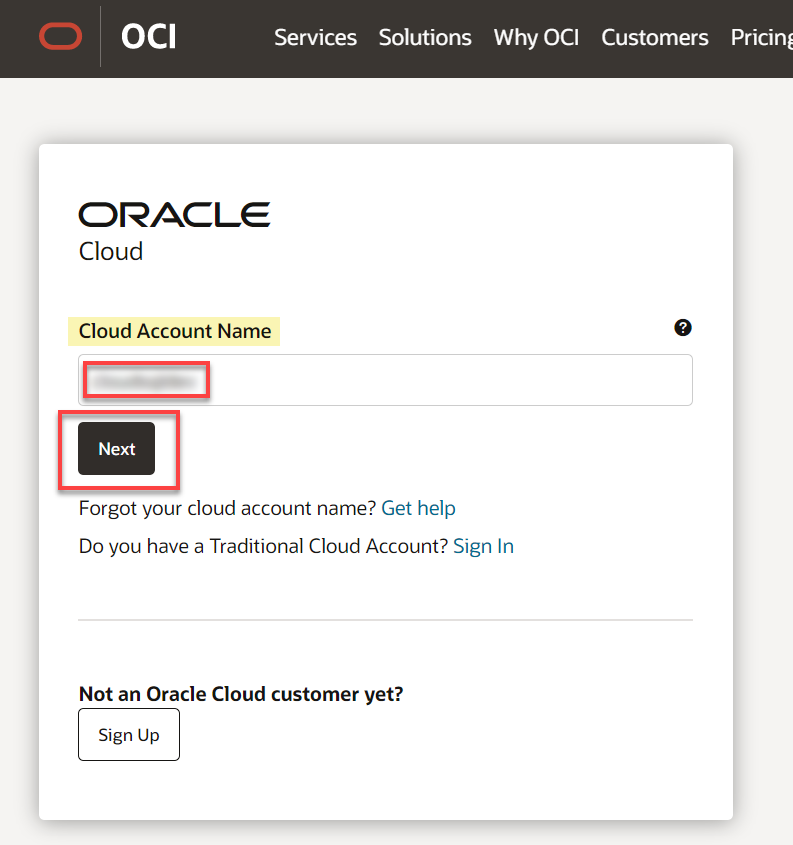 OCI
Services Solutions Why OCI Customers Pricing
ORACLE
Cloud
Cloud Account Name
?
Next
Forgot your cloud account name? Get help
Do you have a Traditional Cloud Account? Sign In
Not an Oracle Cloud customer yet?
Sign Up